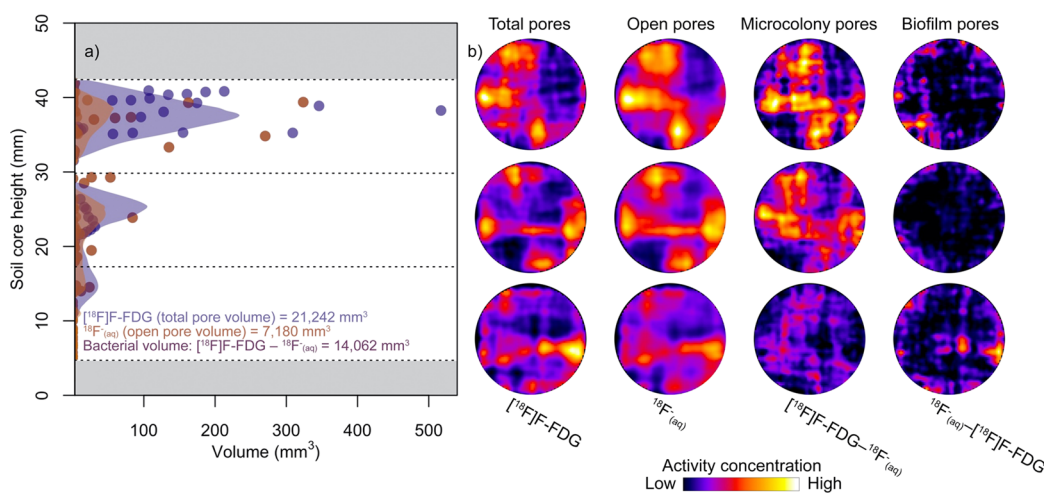 a)
50
40
30
20
10
0
Soil core height (mm)
[¹⁸F]F-FDG (total pore volume) = 21,242 mm³
¹⁸F⁻(aq) (open pore volume) = 7,180 mm³
Bacterial volume: [¹⁸F]F-FDG – ¹⁸F⁻(aq) = 14,062 mm³
0 100 200 300 400 500
Volume (mm³)
b)
Total pores Open pores Microcolony pores Biofilm pores
[¹⁸F]F-FDG
¹⁸F⁻(aq)
[¹⁸F]F-FDG–¹⁸F⁻(aq)
¹⁸F⁻(aq)–[¹⁸F]F-FDG
Activity concentration
Low High